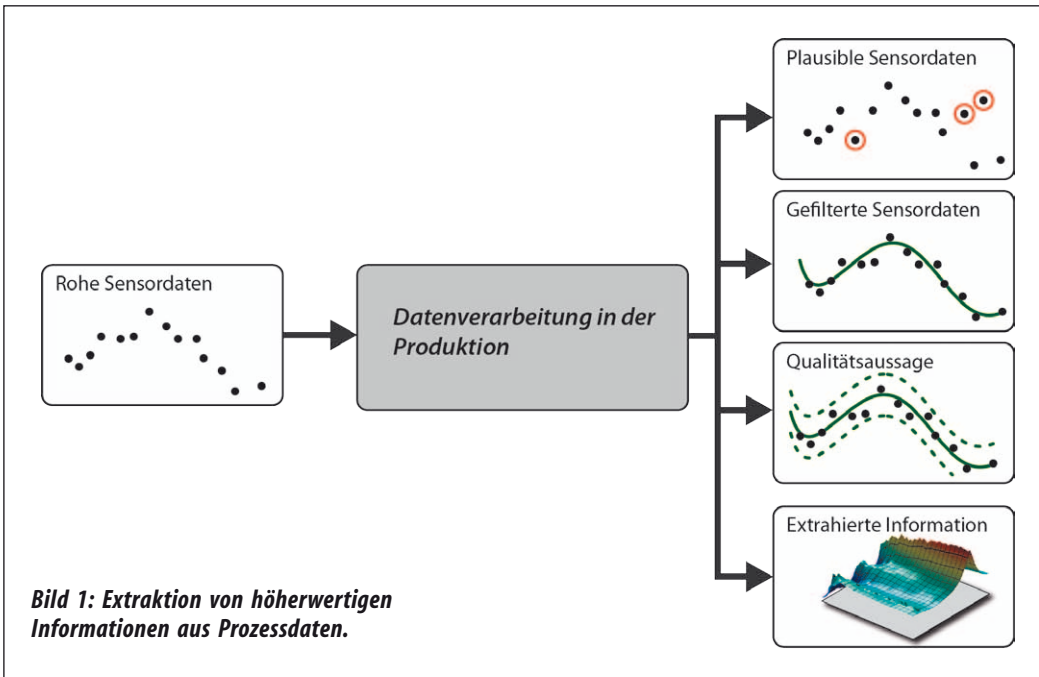 Rohe Sensordaten
Datenverarbeitung in der
Produktion
Plausible Sensordaten
Gefilterte Sensordaten
Qualitätsaussage
Extrahierte Information
Bild 1: Extraktion von höherwertigen
Informationen aus Prozessdaten.